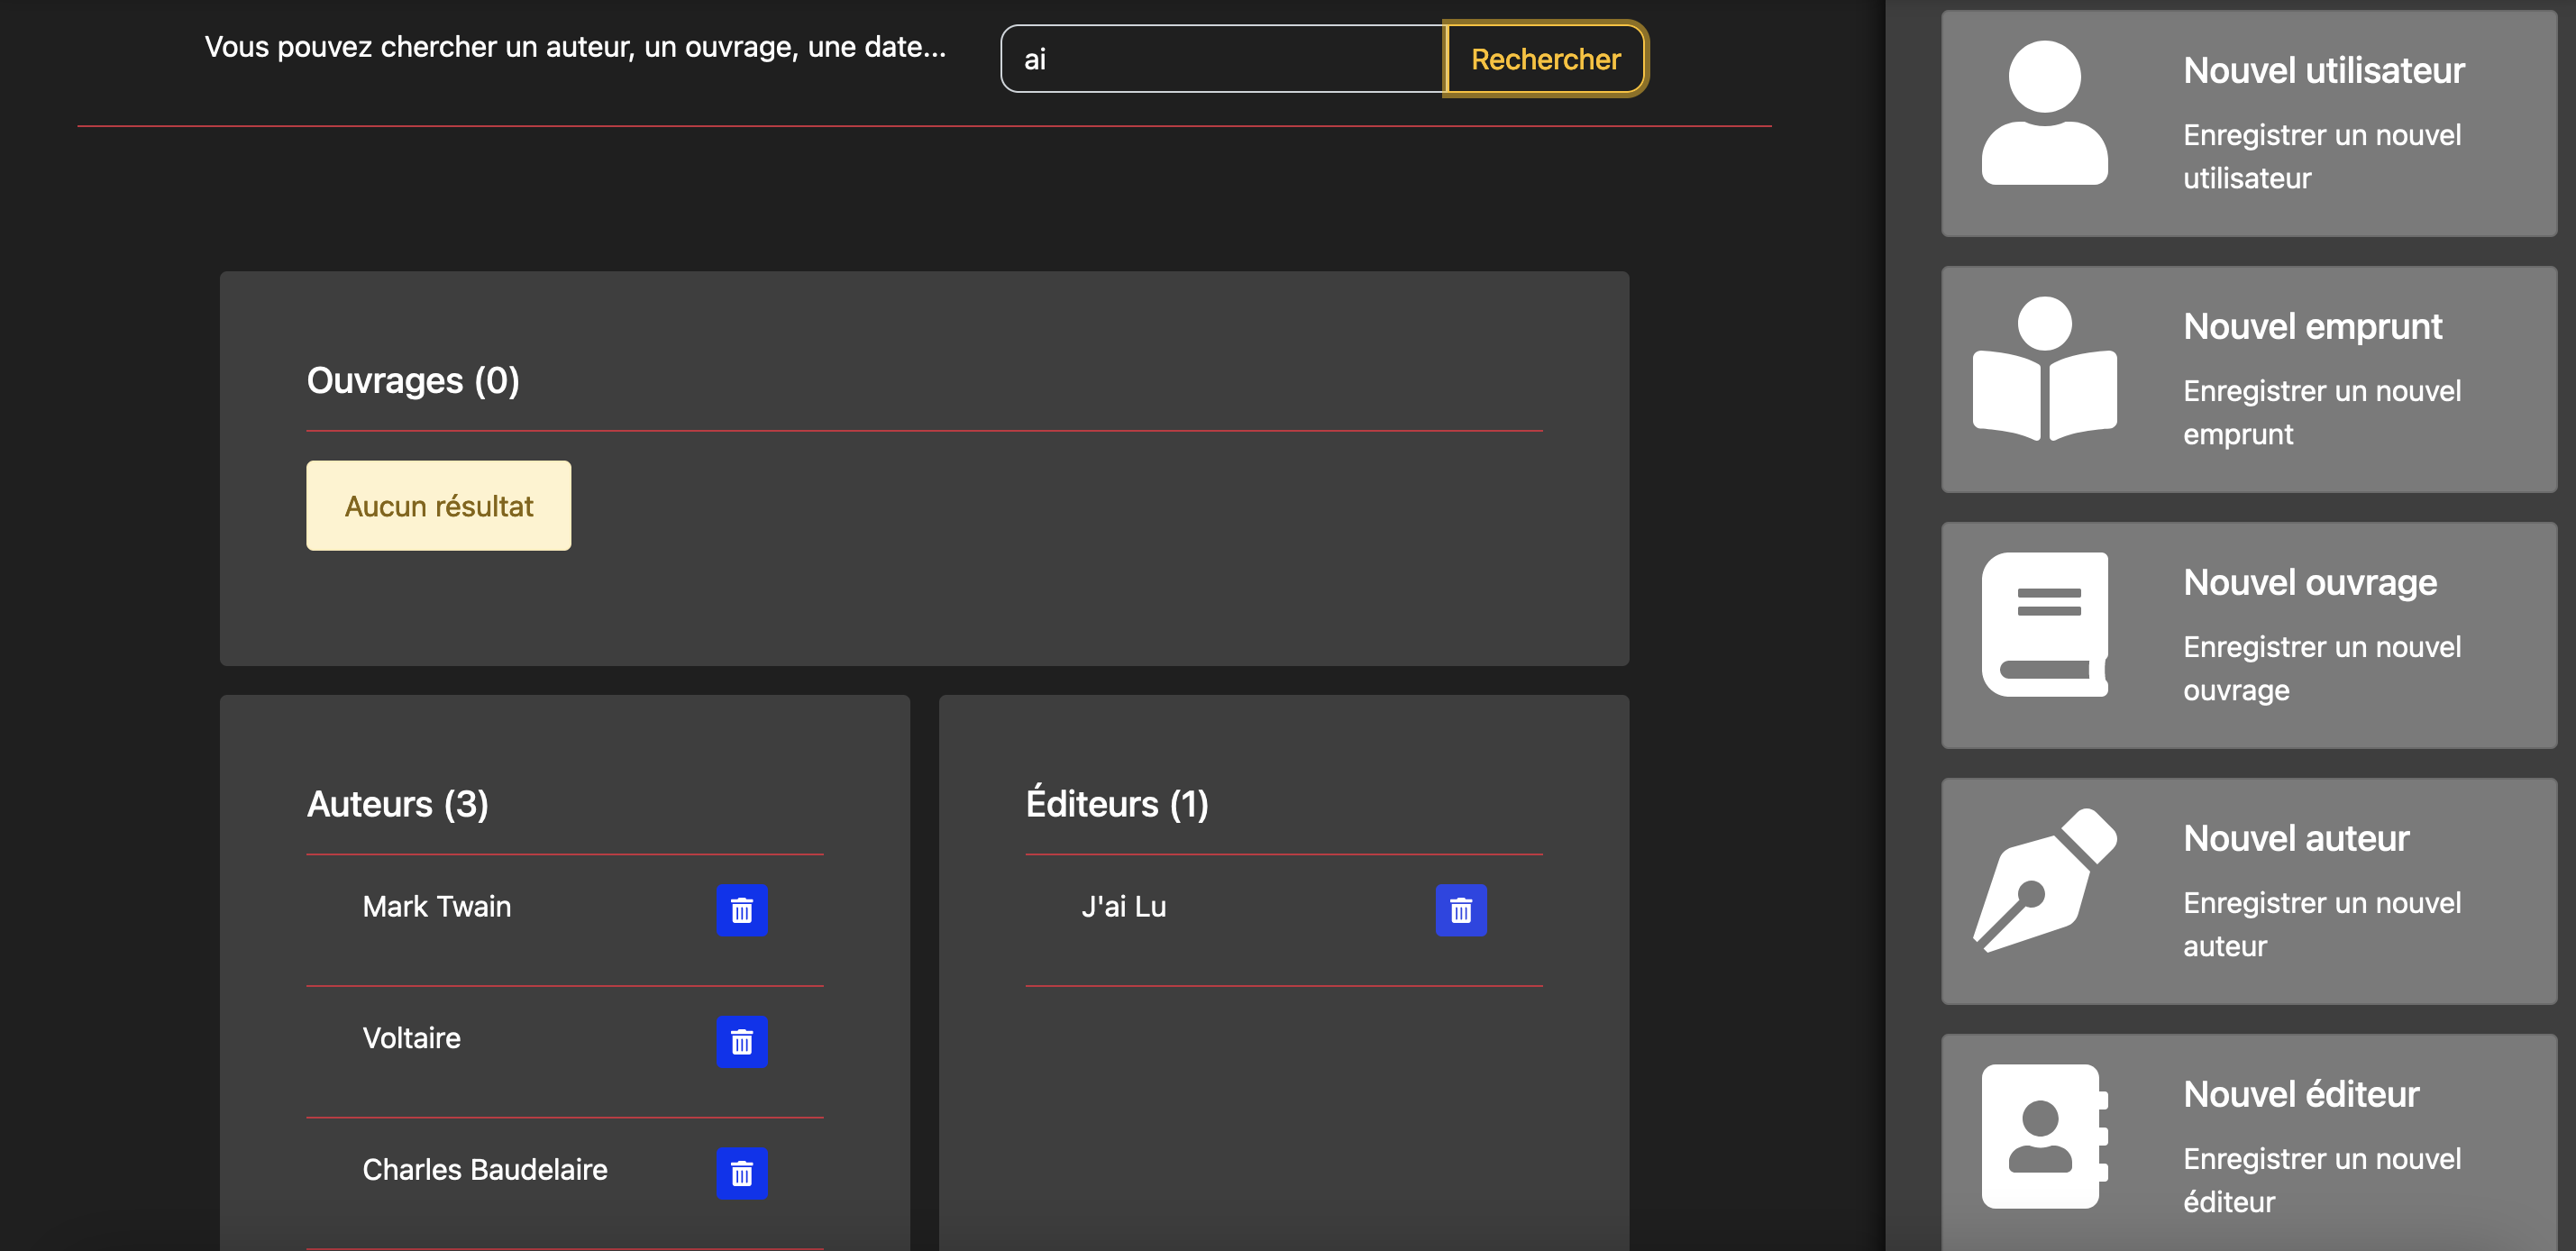 Vous pouvez chercher un auteur, un ouvrage, une date...
ai
Rechercher
Ouvrages (0)
Aucun résultat
Auteurs (3)
Mark Twain
Voltaire
Charles Baudelaire
Éditeurs (1)
J'ai Lu
Nouvel utilisateur
Enregistrer un nouvel
utilisateur
Nouvel emprunt
Enregistrer un nouvel
emprunt
Nouvel ouvrage
Enregistrer un nouvel
ouvrage
Nouvel auteur
Enregistrer un nouvel
auteur
Nouvel éditeur
Enregistrer un nouvel
éditeur